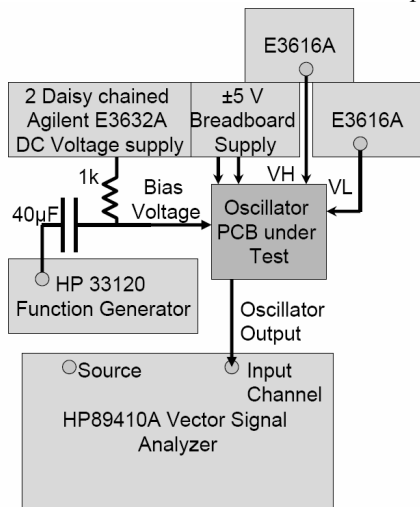 E3616A
2 Daisy chained
Agilent E3632A
DC Voltage supply
±5 V
Breadboard
Supply
E3616A
1k
Bias
Voltage
VH
VL
40µF
Oscillator
PCB under
Test
HP 33120
Function Generator
Oscillator
Output
Source
Input
Channel
HP89410A Vector Signal
Analyzer